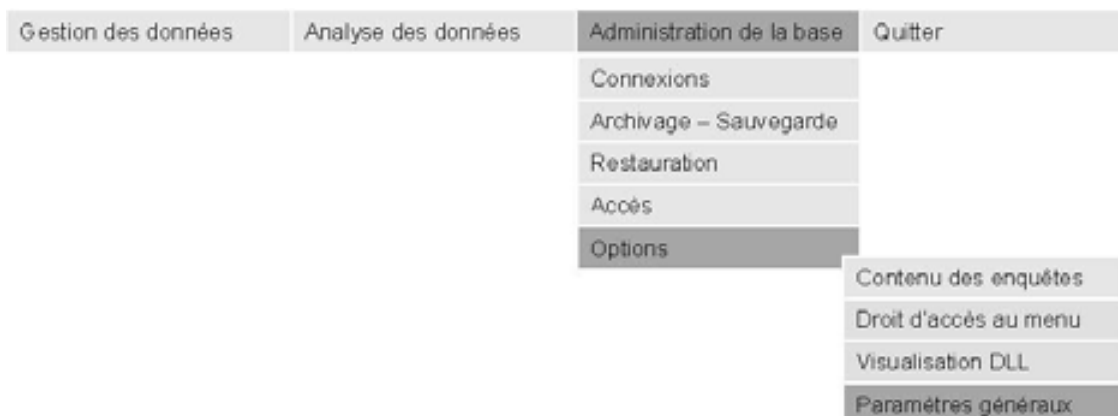 Gestion des données Analyse des données Administration de la base Quitter
Connexions
Archivage – Sauvegarde
Restauration
Accès
Options
Contenu des enquêtes
Droit d'accès au menu
Visualisation DLL
Paramètres généraux